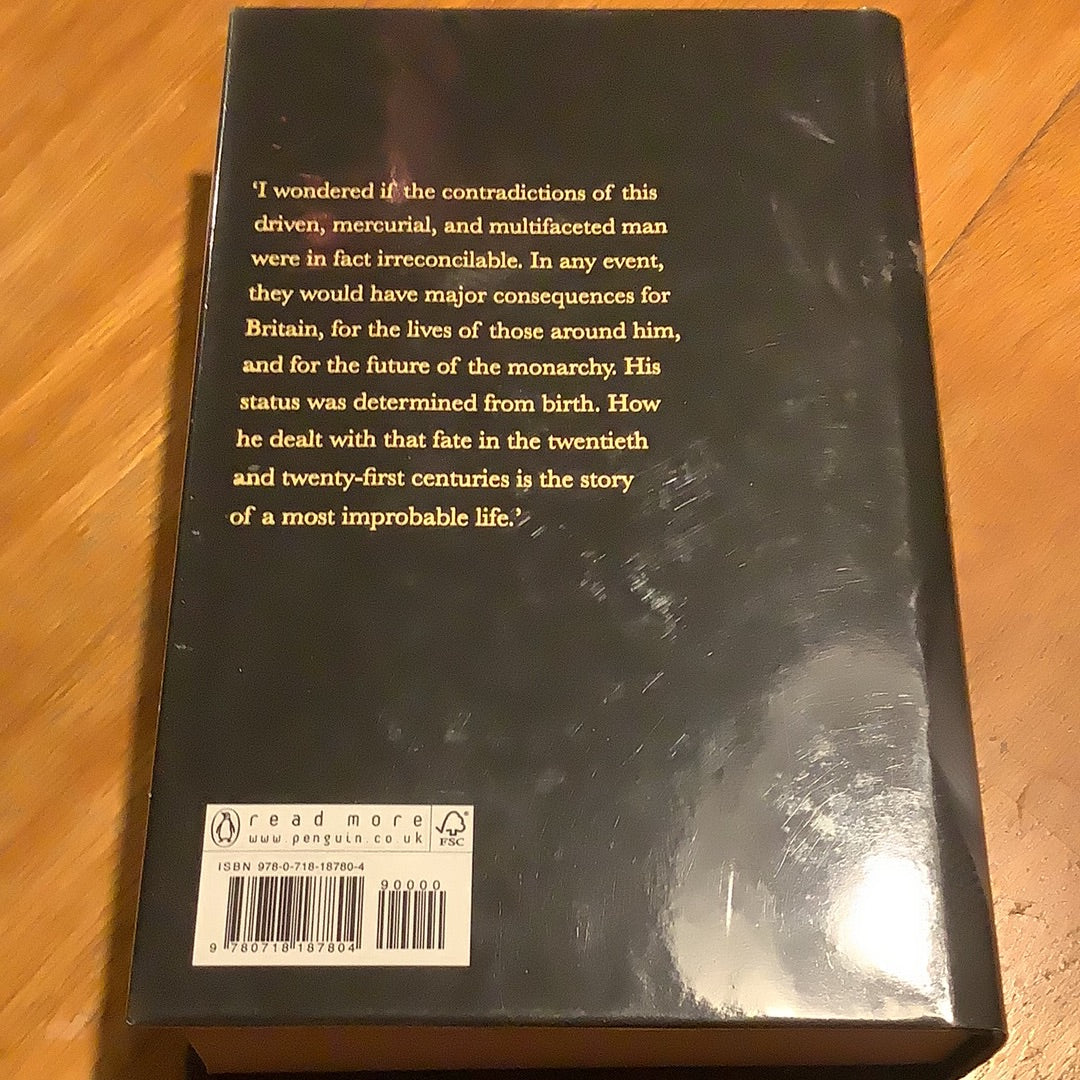 ‘I wondered if the contradictions of this
driven, mercurial, and multifaceted man
were in fact irreconcilable. In any event,
they would have major consequences for
Britain, for the lives of those around him,
and for the future of the monarchy. His
status was determined from birth. How
he dealt with that fate in the twentieth
and twenty-first centuries is the story
of a most improbable life.’
read more
www.penguin.co.uk
FSC
ISBN 978-0-718-18780-4
90000
9 780718 187804